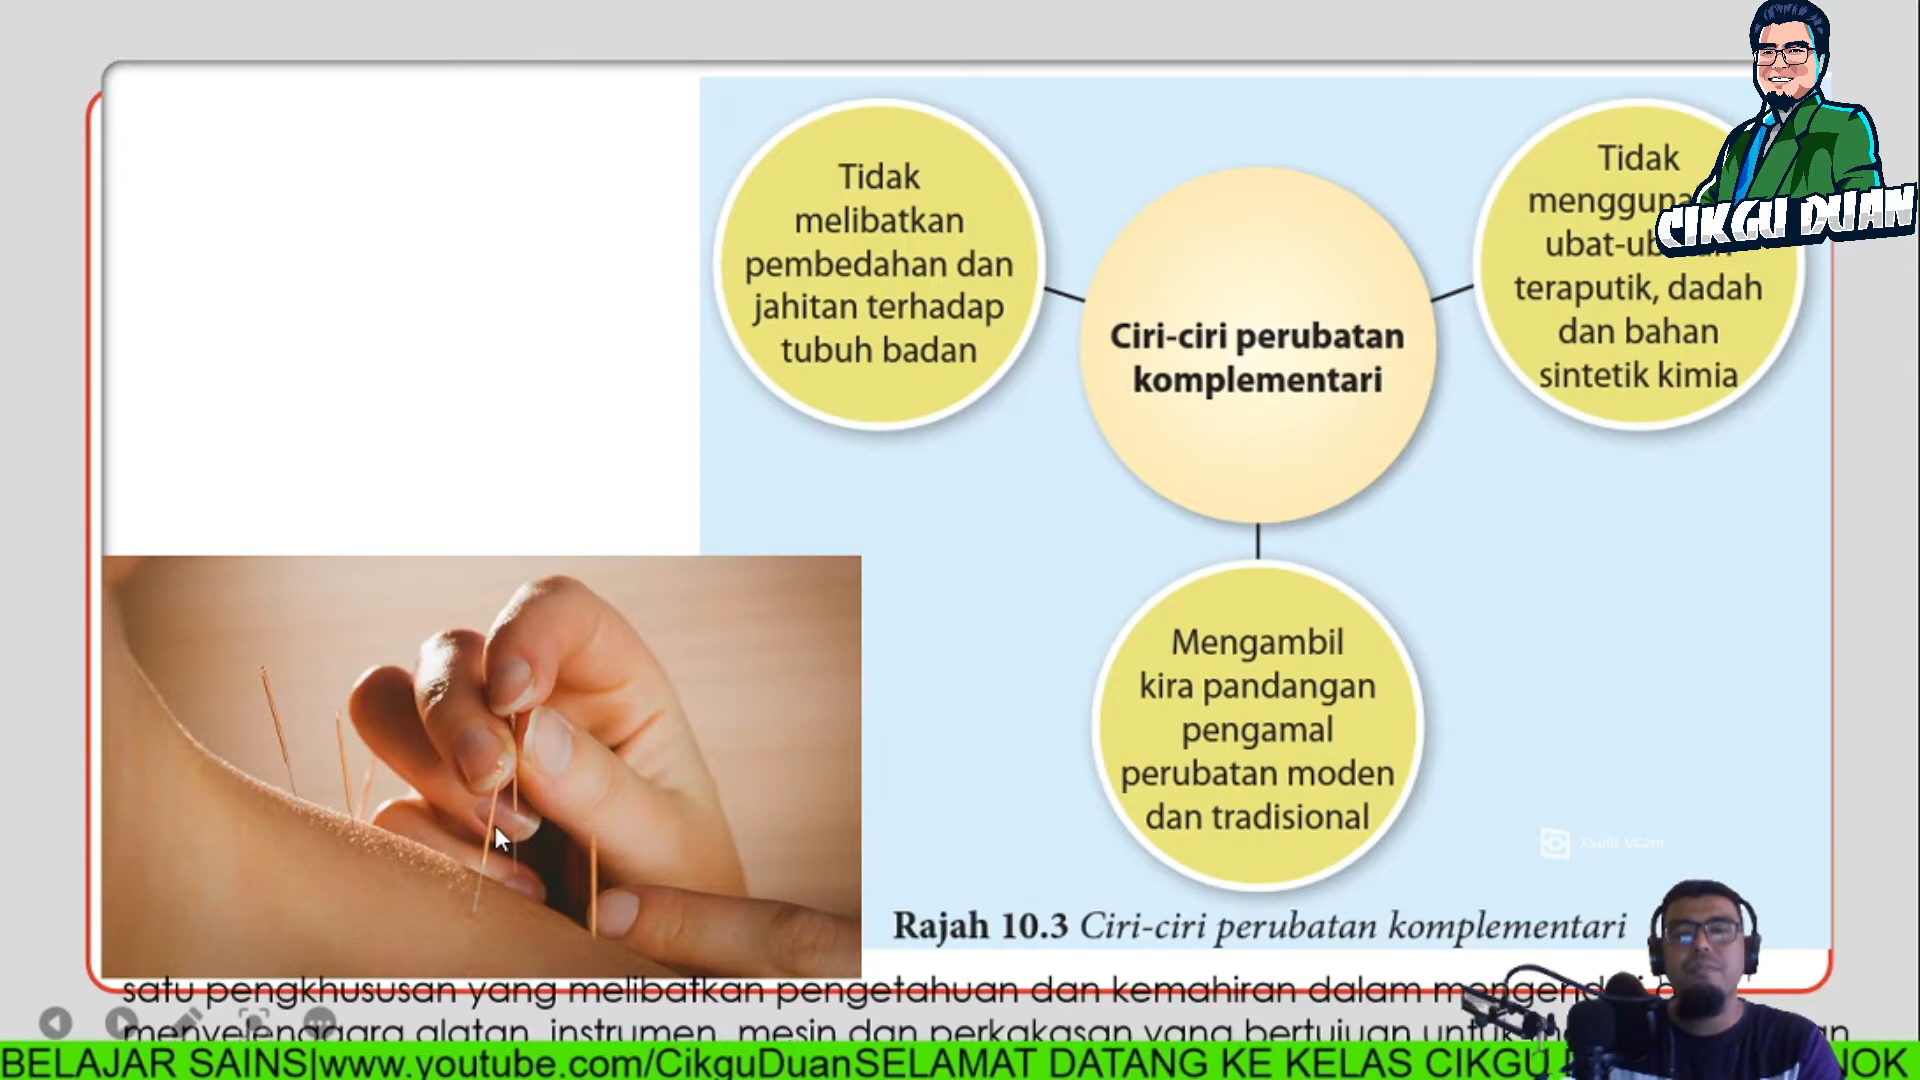 Tidak
melibatkan
pembedahan dan
jahitan terhadap
tubuh badan
Ciri-ciri perubatan
komplementari
Tidak
teraputik, dadah
dan bahan
sintetik kimia
CIKGU DUAN
Mengambil
kira pandangan
pengamal
perubatan moden
dan tradisional
Rajah 10.3 Ciri-ciri perubatan komplementari
satu pengkhususan yang melibatkan pengetahuan dan kemahiran dalam
menyelenggara alatan, instrumen, mesin dan perkakasan yang bertujuan
BELAJAR SAINS|www.youtube.com/CikguDuanSELAMAT DATANG KE KELAS CIKGU